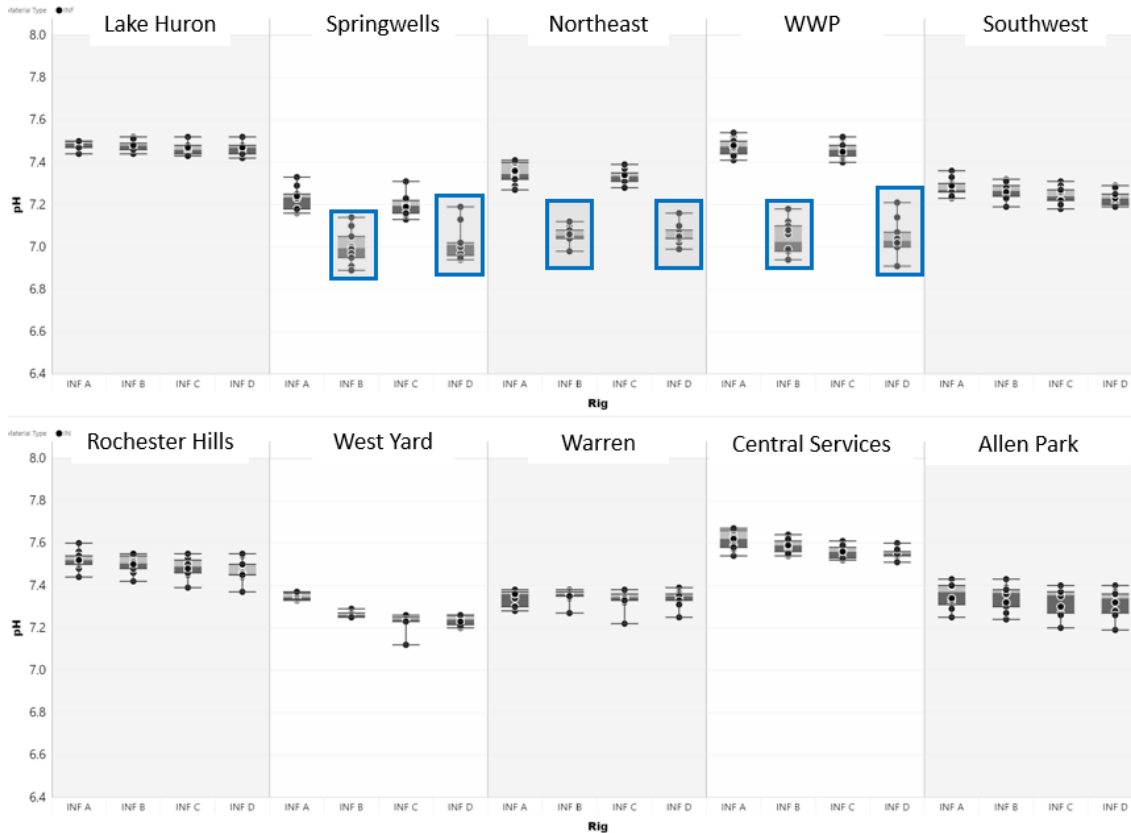 Material Type ● INF
Lake Huron Springwells Northeast WWP Southwest
8.0
7.8
7.6
7.4
7.2
7.0
6.8
6.6
6.4
pH
INF A INF B INF C INF D INF A INF B INF C INF D INF A INF B INF C INF D INF A INF B INF C INF D INF A INF B INF C INF D
Rig
Material Type ● IN
Rochester Hills West Yard Warren Central Services Allen Park
8.0
7.8
7.6
7.4
7.2
7.0
6.8
6.6
6.4
pH
INF A INF B INF C INF D INF A INF B INF C INF D INF A INF B INF C INF D INF A INF B INF C INF D INF A INF B INF C INF D
Rig